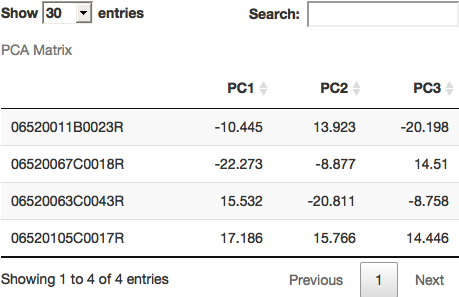 Show 30 entries Search:
PCA Matrix
PC1 PC2 PC3
06520011B0023R -10.445 13.923 -20.198
06520067C0018R -22.273 -8.877 14.51
06520063C0043R 15.532 -20.811 -8.758
06520105C0017R 17.186 15.766 14.446
Showing 1 to 4 of 4 entries Previous 1 Next